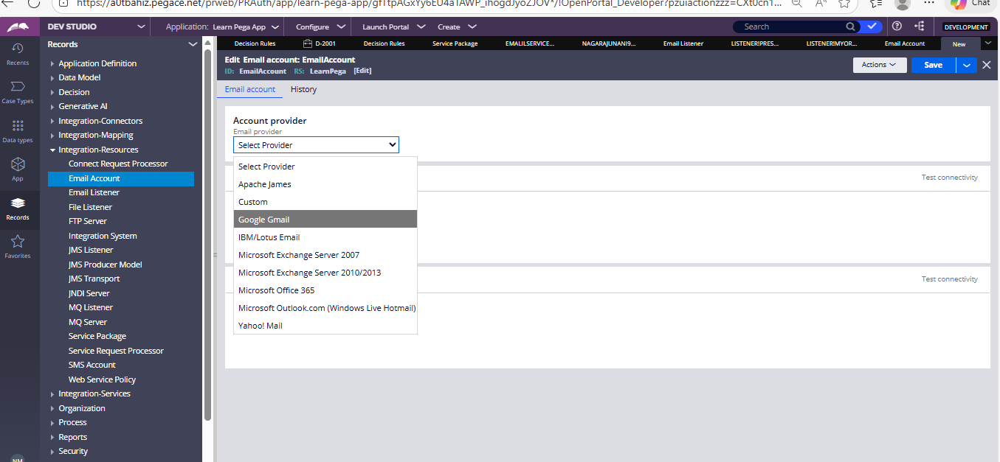 https://a0tbahiz.pegace.net/prweb/PRAuth/app/learn-pega-app/gfTtpAGxYy6EU4aTAWP_ihogdJyoZJOV*/!OpenPortal_Developer?pzuiactionzzz=CXt0cn1...
Chat
DEV STUDIO
Application: Learn Pega App
Configure
Launch Portal
Create
Search
DEVELOPMENT
Recents
Case Types
Data types
App
Records
Favorites
NM
Records
Application Definition
Data Model
Decision
Generative AI
Integration-Connectors
Integration-Mapping
Integration-Resources
Connect Request Processor
Email Account
Email Listener
File Listener
FTP Server
Integration System
JMS Listener
JMS Producer Model
JMS Transport
JNDI Server
MQ Listener
MQ Server
Service Package
Service Request Processor
SMS Account
Web Service Policy
Integration-Services
Organization
Process
Reports
Security
Decision Rules
D-2001
Decision Rules
Service Package
EMAIL!SERVICE...
NAGARAJUNANI9...
Email Listener
LISTENER!PRES...
LISTENER!MYOR...
Email Account
New
Edit Email account: EmailAccount
ID: EmailAccount RS: LearnPega [Edit]
Actions
Save
Email account
History
Account provider
Email provider
Select Provider
Select Provider
Apache James
Custom
Google Gmail
IBM/Lotus Email
Microsoft Exchange Server 2007
Microsoft Exchange Server 2010/2013
Microsoft Office 365
Microsoft Outlook.com (Windows Live Hotmail)
Yahoo! Mail
Test connectivity
Test connectivity